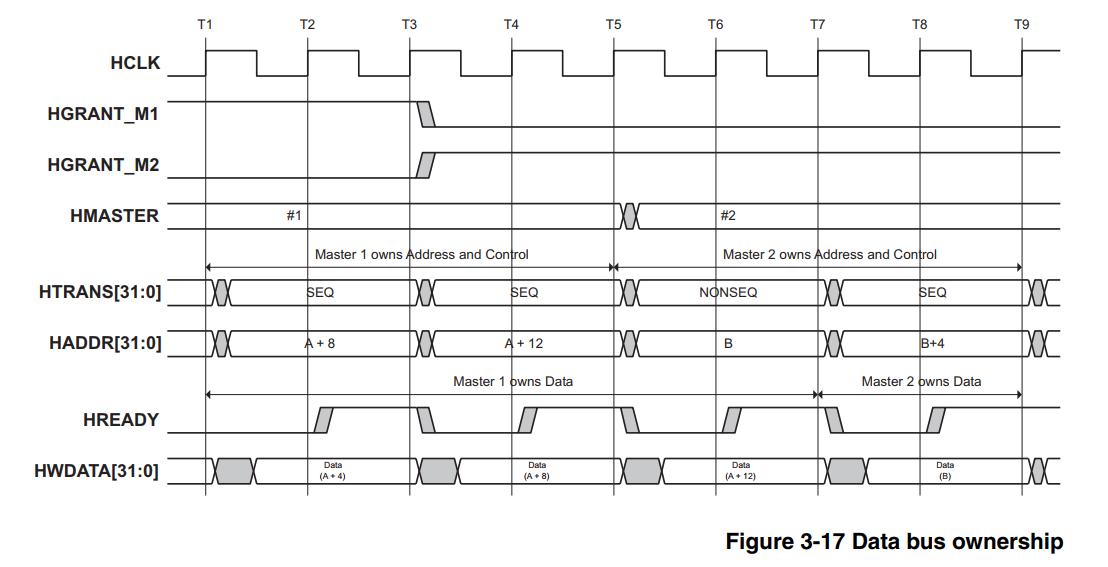 T1 T2 T3 T4 T5 T6 T7 T8 T9
HCLK
HGRANT_M1
HGRANT_M2
HMASTER #1 #2
Master 1 owns Address and Control Master 2 owns Address and Control
HTRANS[31:0] SEQ SEQ NONSEQ SEQ
HADDR[31:0] A + 8 A + 12 B B+4
Master 1 owns Data Master 2 owns Data
HREADY
HWDATA[31:0] Data (A + 4) Data (A + 8) Data (A + 12) Data (B)
Figure 3-17 Data bus ownership